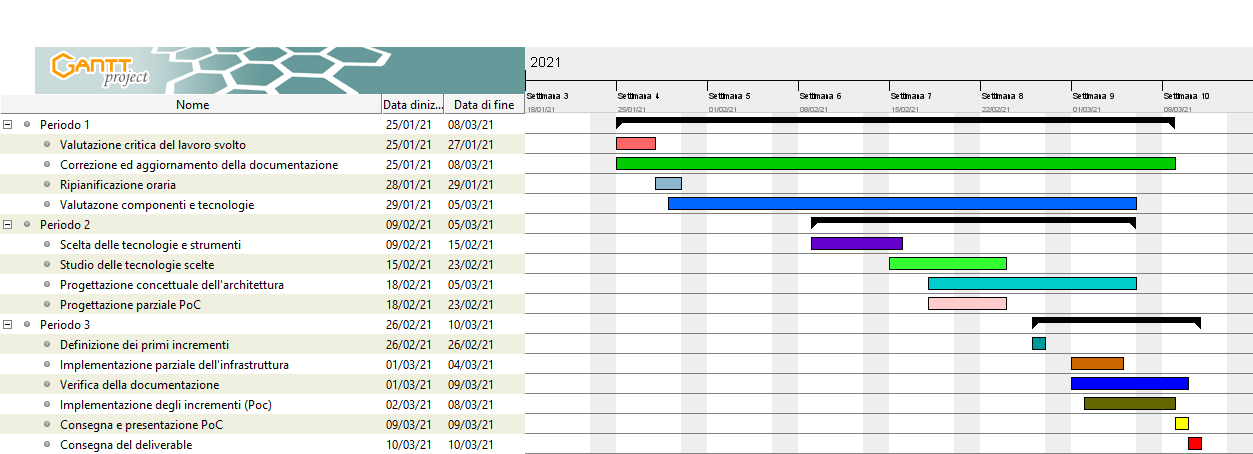 GANTT
project
2021
Settimana 3 Settimana 4 Settimana 5 Settimana 6 Settimana 7 Settimana 8 Settimana 9 Settimana 10
18/01/21 25/01/21 01/02/21 08/02/21 15/02/21 22/02/21 01/03/21 08/03/21
Nome Data diniz... Data di fine
Periodo 1 25/01/21 08/03/21
Valutazione critica del lavoro svolto 25/01/21 27/01/21
Correzione ed aggiornamento della documentazione 25/01/21 08/03/21
Ripianificazione oraria 28/01/21 29/01/21
Valutazone componenti e tecnologie 29/01/21 05/03/21
Periodo 2 09/02/21 05/03/21
Scelta delle tecnologie e strumenti 09/02/21 15/02/21
Studio delle tecnologie scelte 15/02/21 23/02/21
Progettazione concettuale dell'architettura 18/02/21 05/03/21
Progettazione parziale PoC 18/02/21 23/02/21
Periodo 3 26/02/21 10/03/21
Definizione dei primi incrementi 26/02/21 26/02/21
Implementazione parziale dell'infrastruttura 01/03/21 04/03/21
Verifica della documentazione 01/03/21 09/03/21
Implementazione degli incrementi (Poc) 02/03/21 08/03/21
Consegna e presentazione PoC 09/03/21 09/03/21
Consegna del deliverable 10/03/21 10/03/21